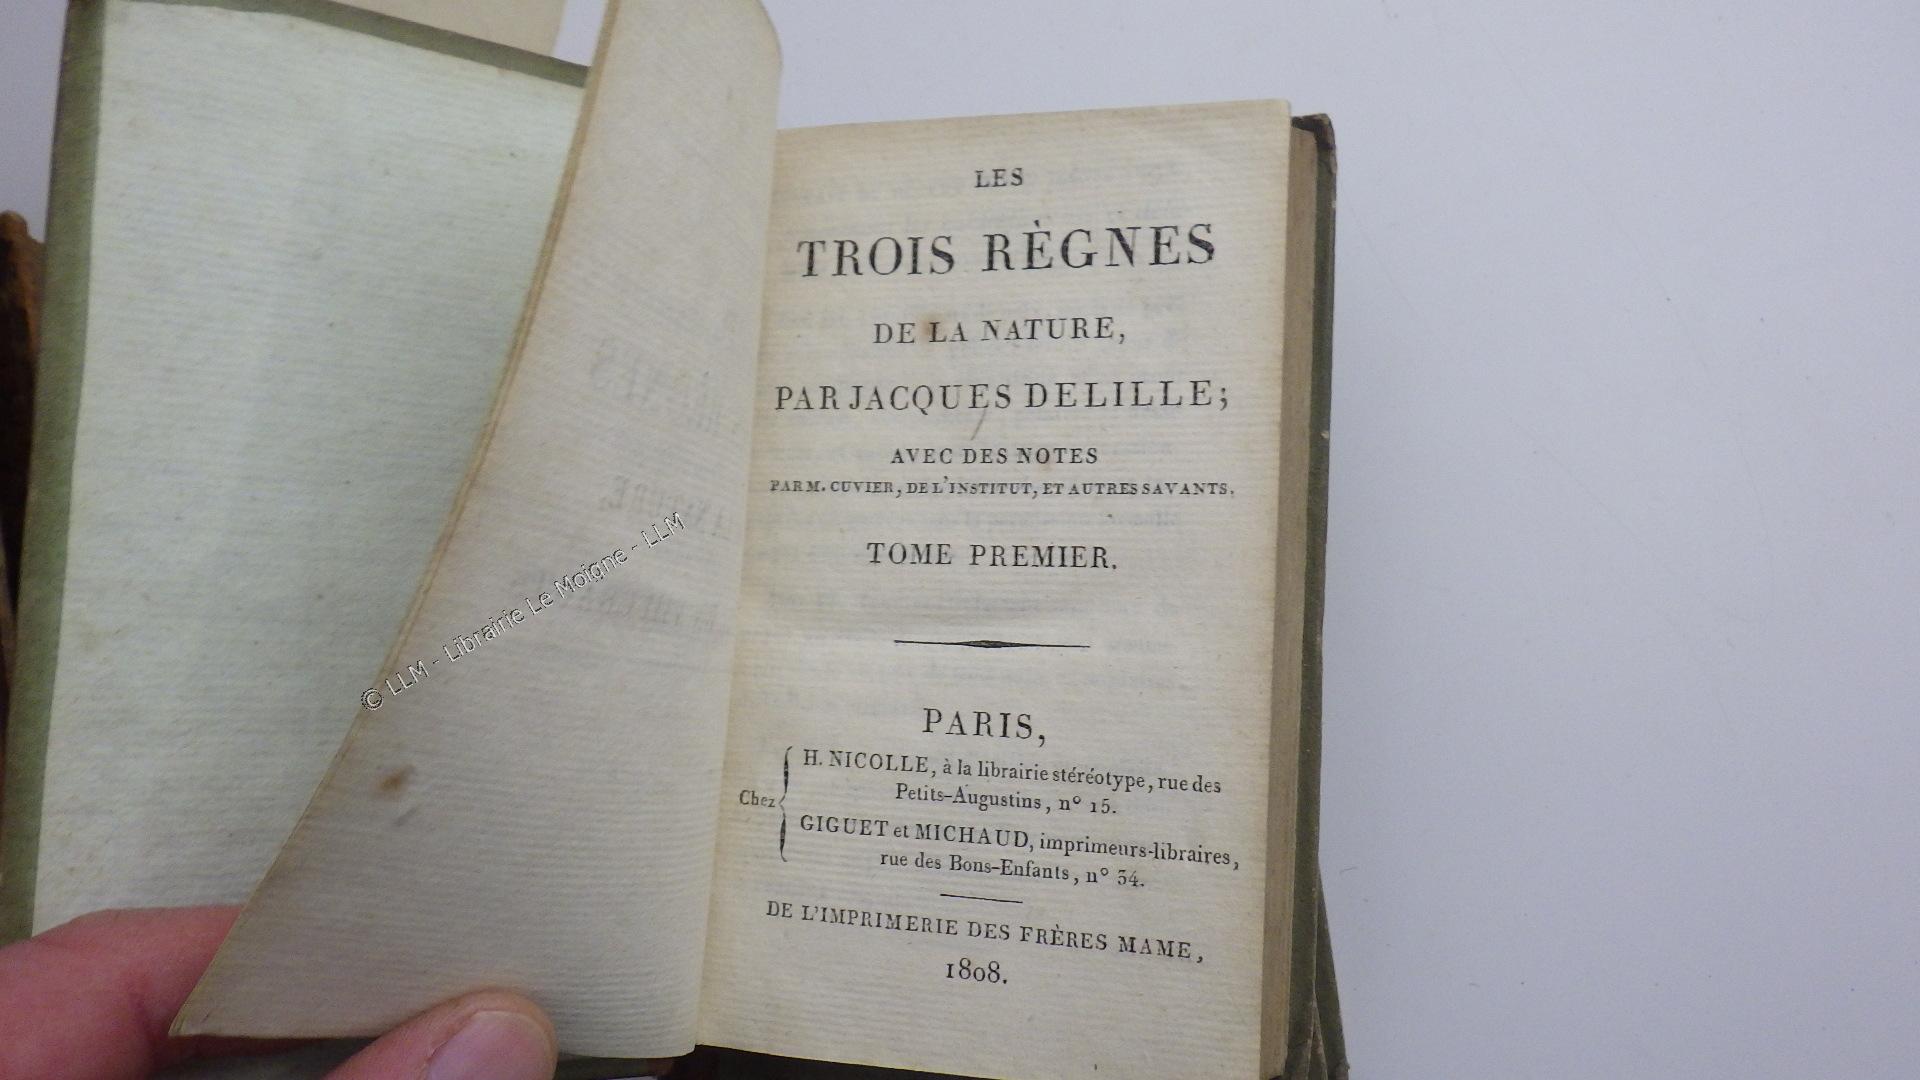 LES
TROIS RÈGNES
DE LA NATURE,
PAR JACQUES DELILLE;
AVEC DES NOTES
PAR M. CUVIER, DE L'INSTITUT, ET AUTRES SAVANTS.
TOME PREMIER.
PARIS,
Chez
H. NICOLLE, à la librairie stéréotype, rue des
Petits-Augustins, nº 15.
GIGUET et MICHAUD, imprimeurs-libraires,
rue des Bons-Enfants, nº 34.
DE L'IMPRIMERIE DES FRÈRES MAME,
1808.
© LLM - Librairie Le Moigne - LLM